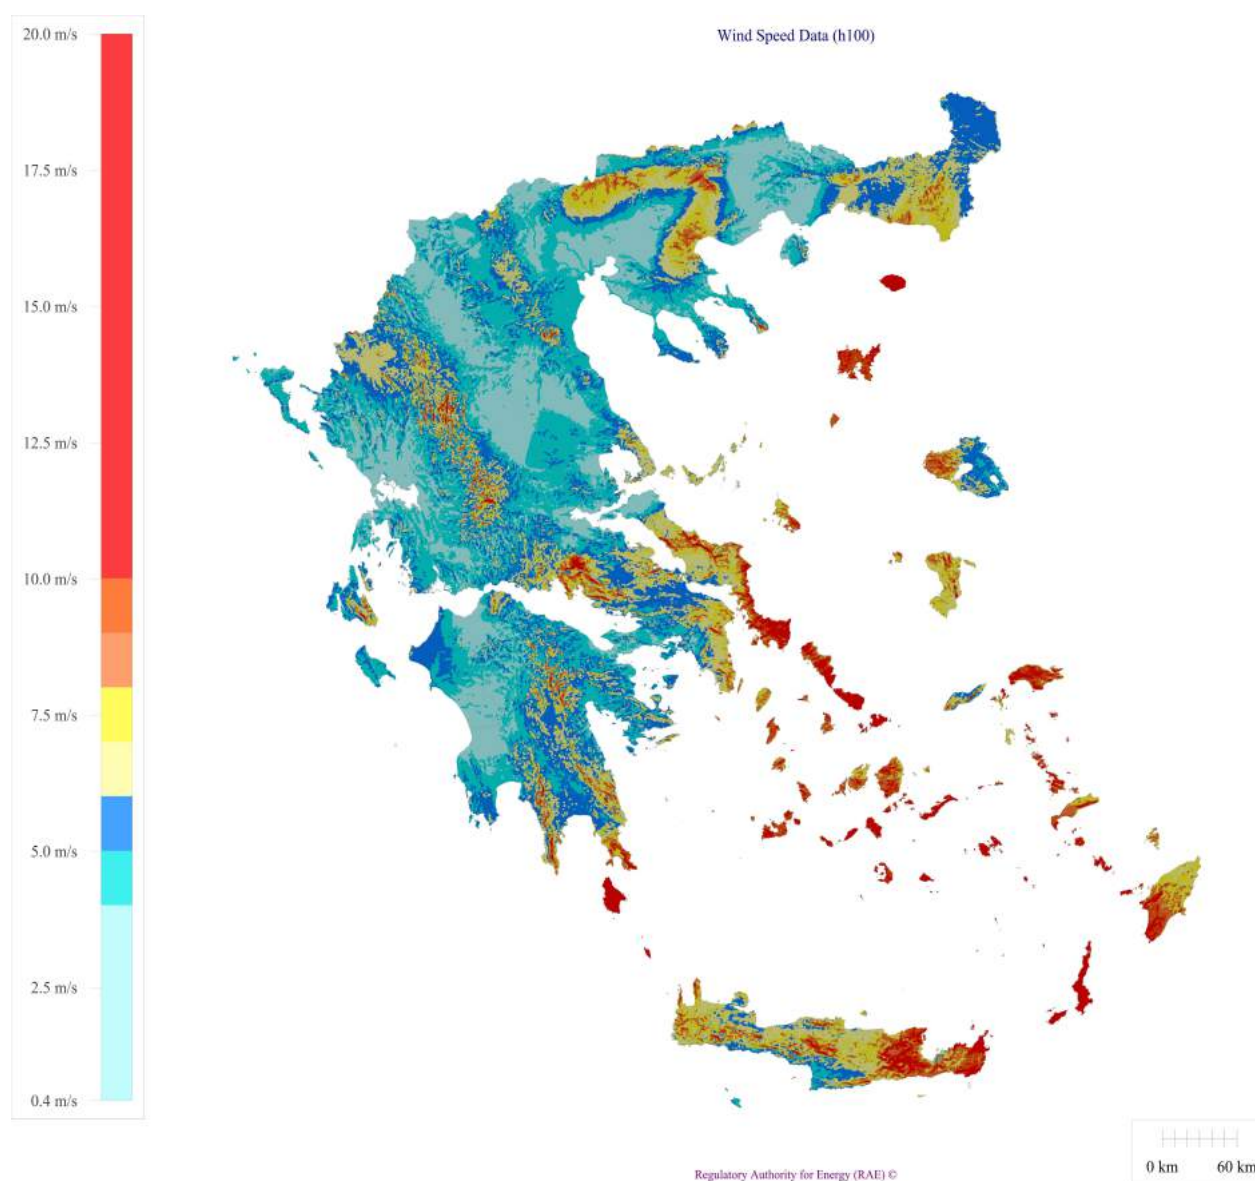 20.0 m/s
Wind Speed Data (h100)
17.5 m/s
15.0 m/s
12.5 m/s
10.0 m/s
7.5 m/s
5.0 m/s
2.5 m/s
0.4 m/s
0 km
60 km
Regulatory Authority for Energy (RAE) ©